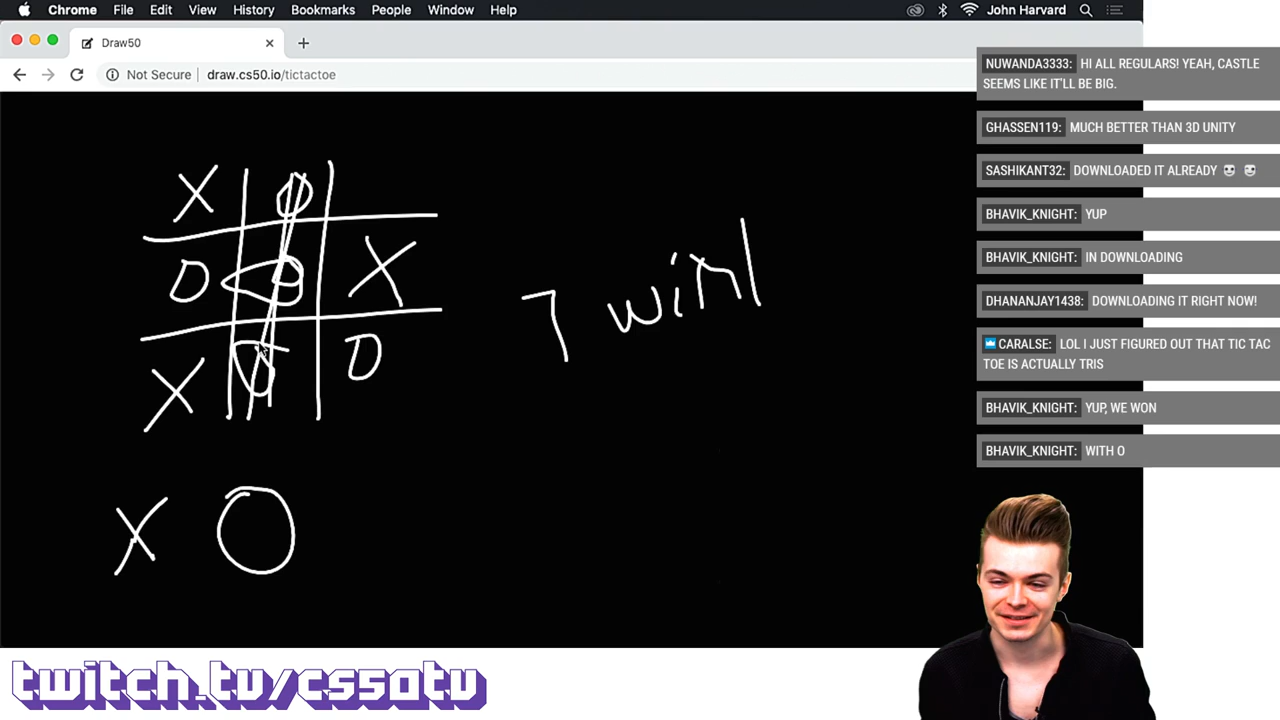 Chrome File Edit View History Bookmarks People Window Help John Harvard
Draw50
Not Secure draw.cs50.io/tictactoe
X O
O O X
X O O
X O
NUWANDA3333: HI ALL REGULARS! YEAH, CASTLE
SEEMS LIKE IT'LL BE BIG.
GHASSEN119: MUCH BETTER THAN 3D UNITY
SASHIKANT32: DOWNLOADED IT ALREADY
BHAVIK_KNIGHT: YUP
BHAVIK_KNIGHT: IN DOWNLOADING
DHANANJAY1438: DOWNLOADING IT RIGHT NOW!
CARALSE: LOL I JUST FIGURED OUT THAT TIC TAC
TOE IS ACTUALLY TRIS
BHAVIK_KNIGHT: YUP, WE WON
BHAVIK_KNIGHT: WITH O
twitch.tv/cs50tv